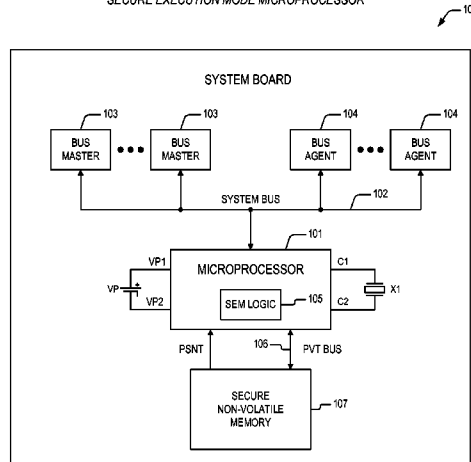 SECURE EXECUTION MODE MICROPROCESSOR
SYSTEM BOARD
103 103 104 104
BUS MASTER
BUS MASTER
BUS AGENT
BUS AGENT
SYSTEM BUS
102
101
VP1 C1
MICROPROCESSOR
VP X1
SEM LOGIC 105
VP2 C2
PSNT 106 PVT BUS
SECURE
NON-VOLATILE
MEMORY
107